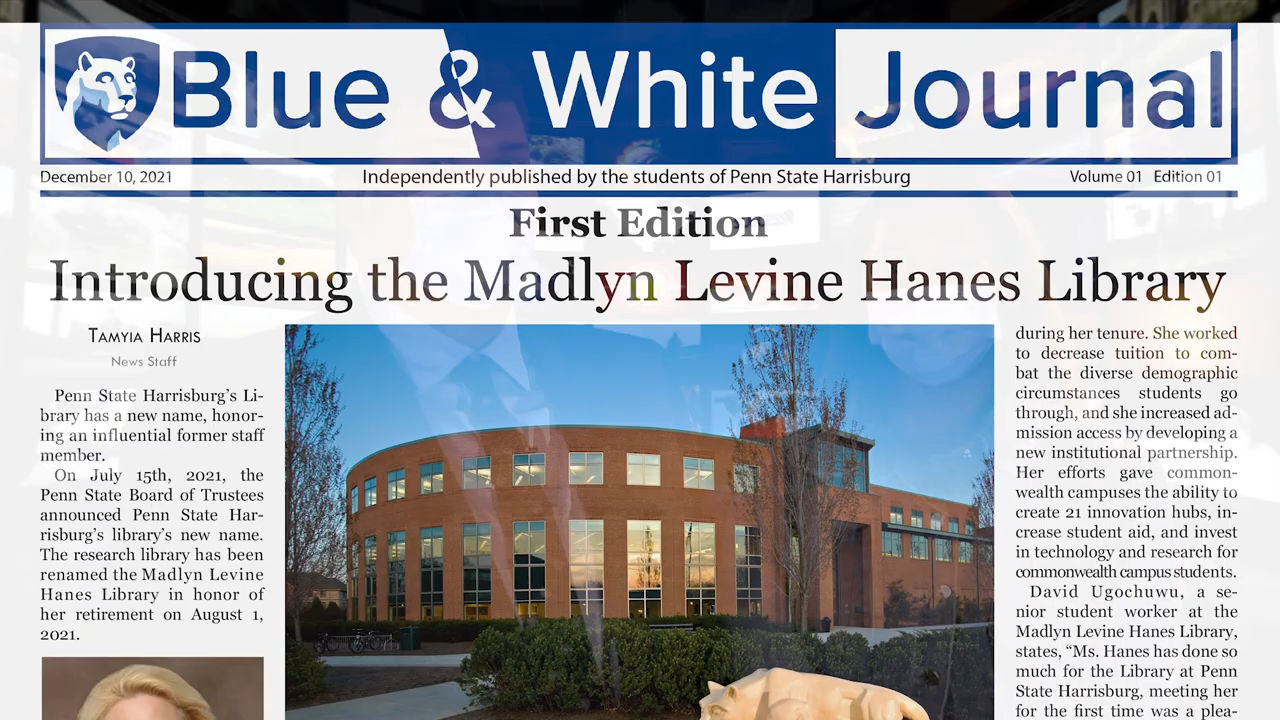 Blue & White Journal
December 10, 2021
Independently published by the students of Penn State Harrisburg
Volume 01 Edition 01
First Edition
Introducing the Madlyn Levine Hanes Library
TAMYIA HARRIS
News Staff
Penn State Harrisburg's Li-
brary has a new name, honor-
ing an influential former staff
member.
On July 15th, 2021, the
Penn State Board of Trustees
announced Penn State Har-
risburg's library's new name.
The research library has been
renamed the Madlyn Levine
Hanes Library in honor of
her retirement on August 1,
2021.
during her tenure. She worked
to decrease tuition to com-
bat the diverse demographic
circumstances students go
through, and she increased ad-
mission access by developing a
new institutional partnership.
Her efforts gave common-
wealth campuses the ability to
create 21 innovation hubs, in-
crease student aid, and invest
in technology and research for
commonwealth campus students.
David Ugochuwu, a se-
nior student worker at the
Madlyn Levine Hanes Library,
states, “Ms. Hanes has done so
much for the Library at Penn
State Harrisburg, meeting her
for the first time was a plea-